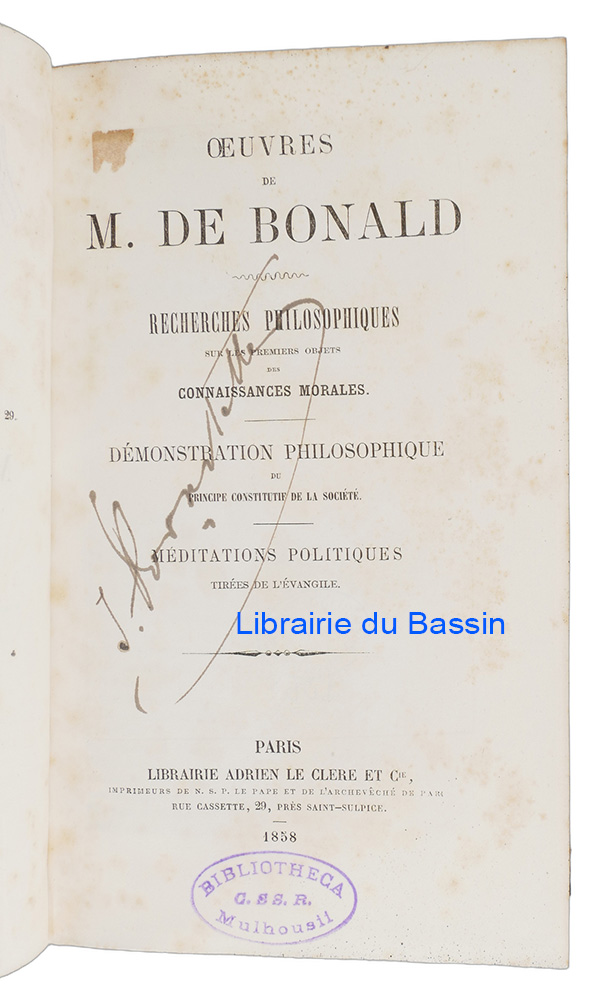 ŒUVRES
DE
M. DE BONALD
RECHERCHES PHILOSOPHIQUES
SUR LES PREMIERS OBJETS
DES
CONNAISSANCES MORALES.
29.
DÉMONSTRATION PHILOSOPHIQUE
DU
PRINCIPE CONSTITUTIF DE LA SOCIÉTÉ.
MÉDITATIONS POLITIQUES
TIRÉES DE L'ÉVANGILE.
Librairie du Bassin
PARIS
LIBRAIRIE ADRIEN LE CLERE ET Cie,
IMPRIMEURS DE N. S. P. LE PAPE ET DE L'ARCHEVÊCHÉ DE PARI
RUE CASSETTE, 29, PRÈS SAINT-SULPICE.
1858
BIBLIOTHECA
C. SS. R.
Mulhousii